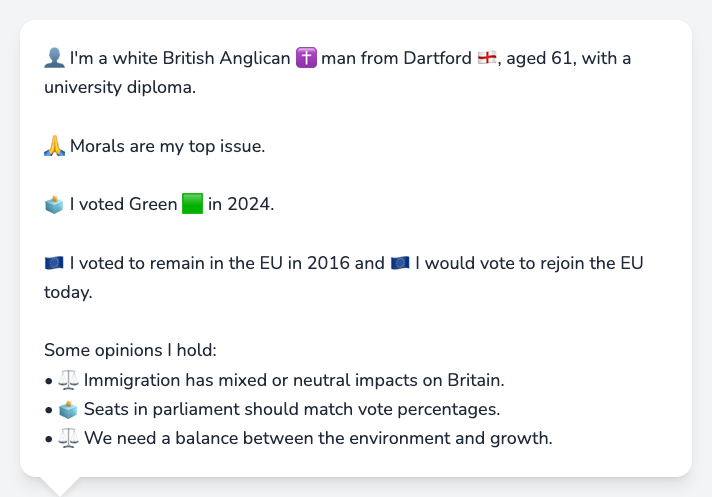 👤 I'm a white British Anglican ✝️ man from Dartford 🏴󠁧󠁢󠁥󠁮󠁧󠁿, aged 61, with a
university diploma.
🙏 Morals are my top issue.
🗳️ I voted Green 🟩 in 2024.
🇪🇺 I voted to remain in the EU in 2016 and 🇪🇺 I would vote to rejoin the EU
today.
Some opinions I hold:
• ⚖️ Immigration has mixed or neutral impacts on Britain.
• 🗳️ Seats in parliament should match vote percentages.
• ⚖️ We need a balance between the environment and growth.